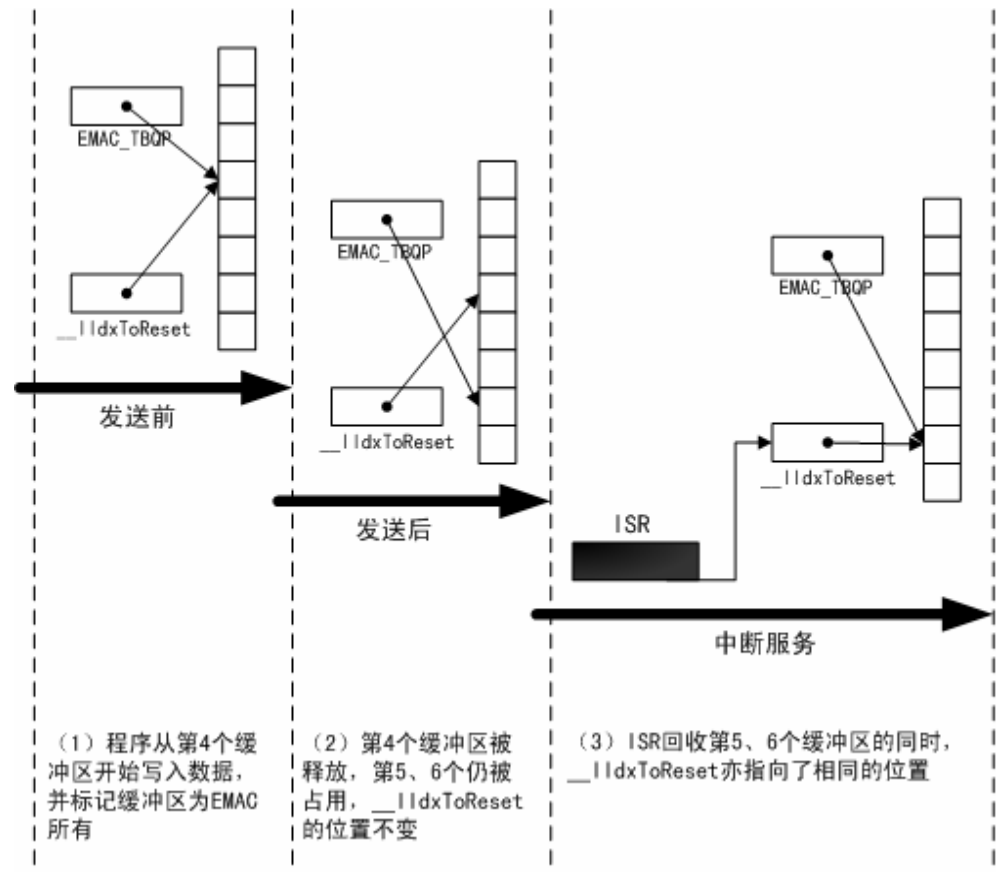 EMAC_TBQP
__lIdxToReset
发送前
EMAC_TBQP
__lIdxToReset
发送后
EMAC_TBQP
__lIdxToReset
ISR
中断服务
（1）程序从第4个缓
冲区开始写入数据，
并标记缓冲区为EMAC
所有
（2）第4个缓冲区被
释放，第5、6个仍被
占用，__lIdxToReset
的位置不变
（3）ISR回收第5、6个缓冲区的同时，
__lIdxToReset亦指向了相同的位置